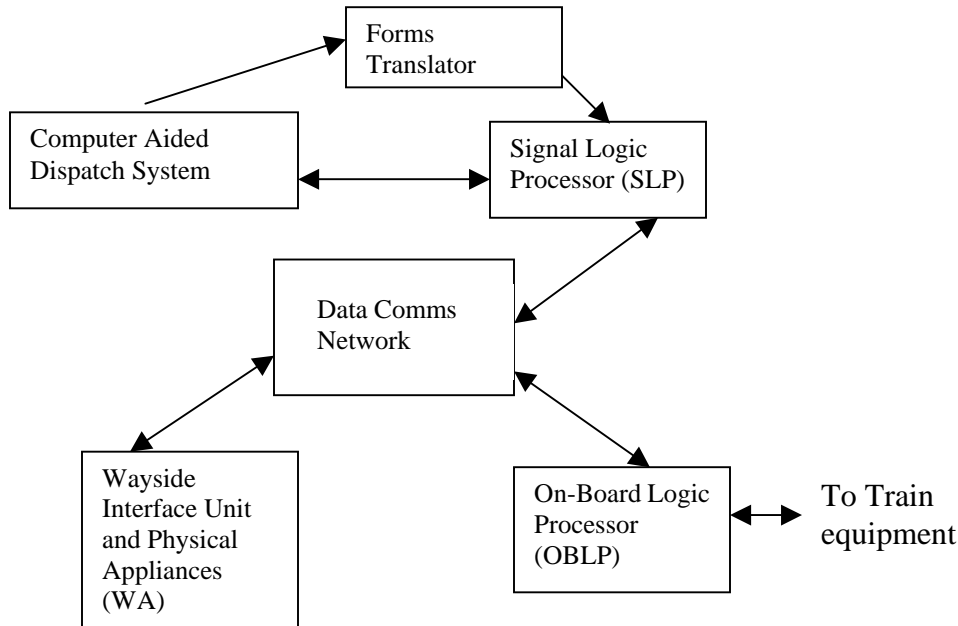 Forms
Translator
Computer Aided
Dispatch System
Signal Logic
Processor (SLP)
Data Comms
Network
Wayside
Interface Unit
and Physical
Appliances
(WA)
On-Board Logic
Processor
(OBLP)
To Train
equipment